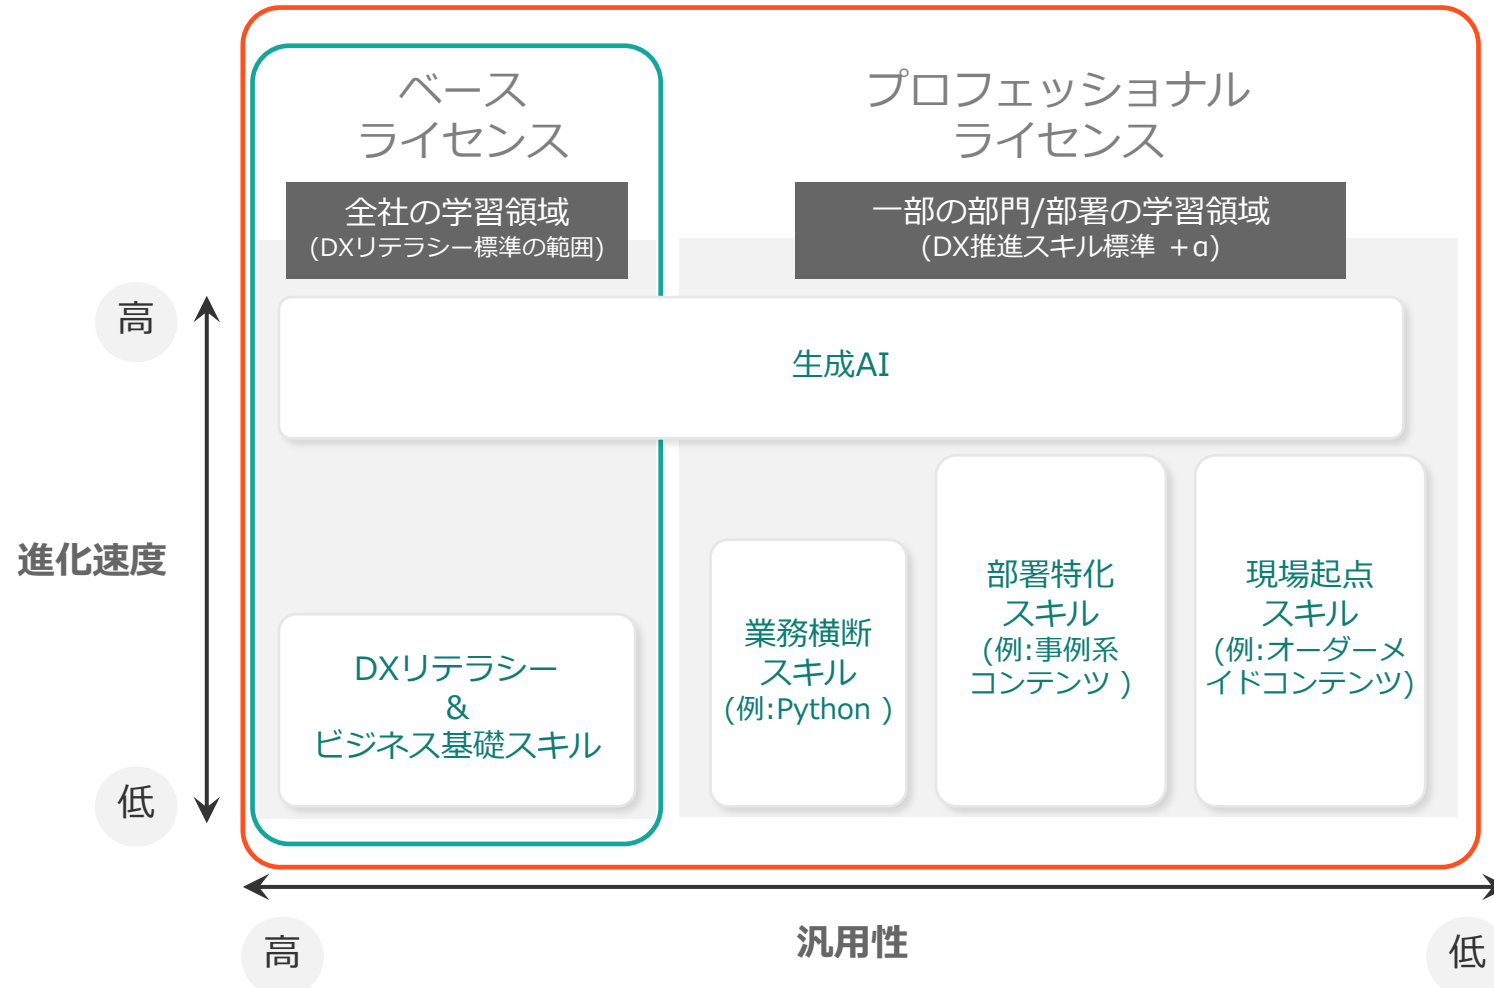 ベース
ライセンス
プロフェッショナル
ライセンス
全社の学習領域
(DXリテラシー標準の範囲)
一部の部門/部署の学習領域
(DX推進スキル標準 +α)
高
生成AI
進化速度
DXリテラシー
&
ビジネス基礎スキル
業務横断
スキル
(例:Python )
部署特化
スキル
(例:事例系
コンテンツ )
現場起点
スキル
(例:オーダーメ
イドコンテンツ)
低
高
汎用性
低